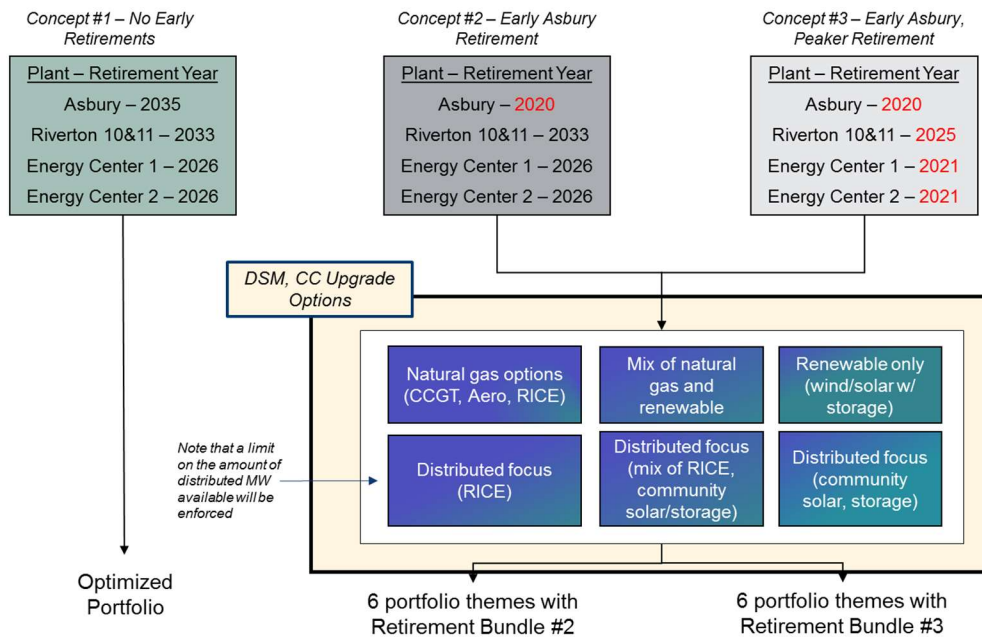 Concept #1 - No Early
Retirements
Plant – Retirement Year
Asbury – 2035
Riverton 10&11 – 2033
Energy Center 1 – 2026
Energy Center 2 – 2026
Concept #2 – Early Asbury
Retirement
Plant – Retirement Year
Asbury – 2020
Riverton 10&11 – 2033
Energy Center 1 – 2026
Energy Center 2 – 2026
Concept #3 – Early Asbury,
Peaker Retirement
Plant – Retirement Year
Asbury – 2020
Riverton 10&11 – 2025
Energy Center 1 – 2021
Energy Center 2 – 2021
DSM, CC Upgrade
Options
Natural gas options
(CCGT, Aero, RICE)
Mix of natural
gas and
renewable
Renewable only
(wind/solar w/
storage)
Note that a limit
on the amount of
distributed MW
available will be
enforced
Distributed focus
(RICE)
Distributed focus
(mix of RICE,
community
solar/storage)
Distributed focus
(community
solar, storage)
Optimized
Portfolio
6 portfolio themes with
Retirement Bundle #2
6 portfolio themes with
Retirement Bundle #3